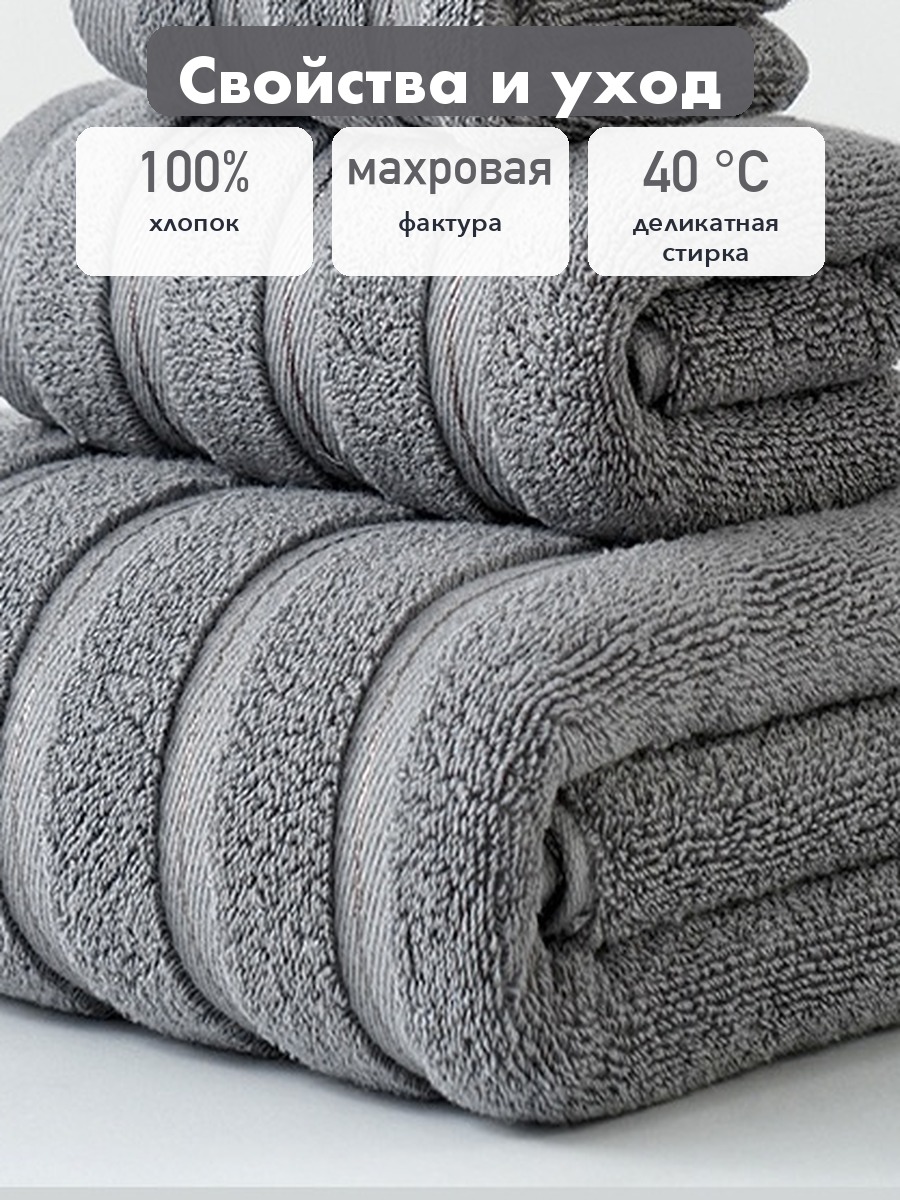 Свойства и уход
100%
хлопок
махровая
фактура
40 °C
деликатная
стирка